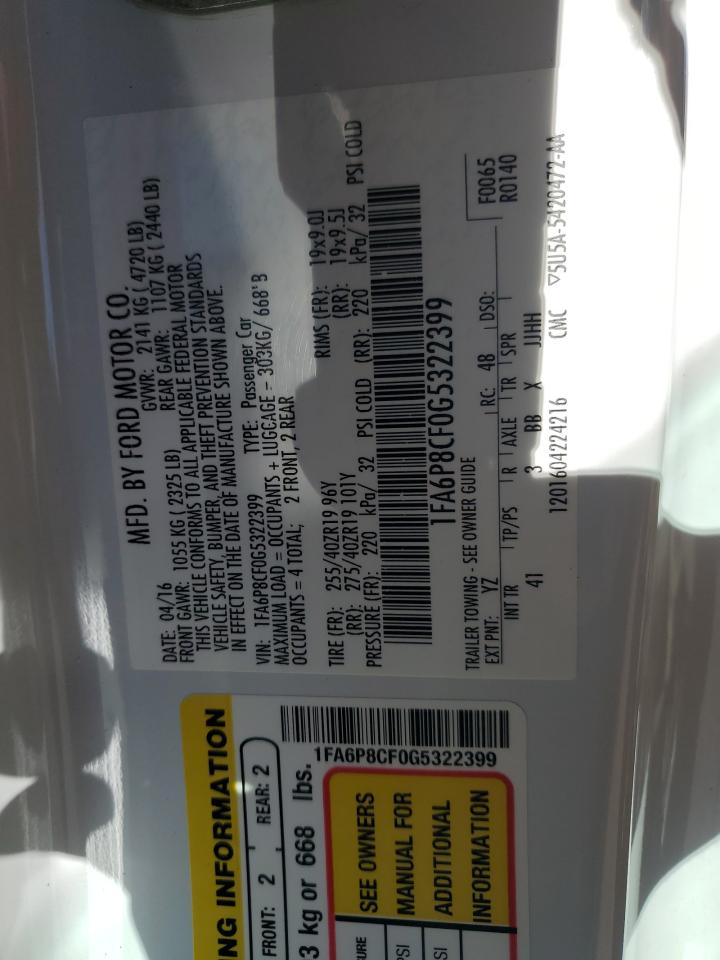 MFD. BY FORD MOTOR CO.
DATE: 04/16 GVWR: 2141 KG ( 4720 LB)
FRONT GAWR: 1055 KG ( 2325 LB) REAR GAWR: 1107 KG ( 2440 LB)
THIS VEHICLE CONFORMS TO ALL APPLICABLE FEDERAL MOTOR
VEHICLE SAFETY, BUMPER, AND THEFT PREVENTION STANDARDS
IN EFFECT ON THE DATE OF MANUFACTURE SHOWN ABOVE.
VIN: 1FA6P8CF0G5322399 TYPE: Passenger Car
MAXIMUM LOAD = OCCUPANTS + LUGGAGE = 303KG/ 668LB
OCCUPANTS = 4 TOTAL; 2 FRONT, 2 REAR
TIRE (FR): 255/40ZR19 96Y RIMS (FR): 19x9.0J
(RR): 275/40ZR19 101Y (RR): 19x9.5J
PRESSURE (FR): 220 kPa/ 32 PSI COLD (RR): 220 kPa/ 32 PSI COLD
1FA6P8CF0G5322399
TRAILER TOWING - SEE OWNER GUIDE
EXT PNT: YZ RC: 48 DSO: F0065
INT TR TP/PS R AXLE TR SPR R0140
41 3 BB X JJHH
1201604224216 CMC ▽5U5A-5420472-AA
NG INFORMATION
FRONT: 2 REAR: 2
3 kg or 668 lbs.
1FA6P8CF0G5322399
URE
PSI
SI
SEE OWNERS
MANUAL FOR
ADDITIONAL
INFORMATION